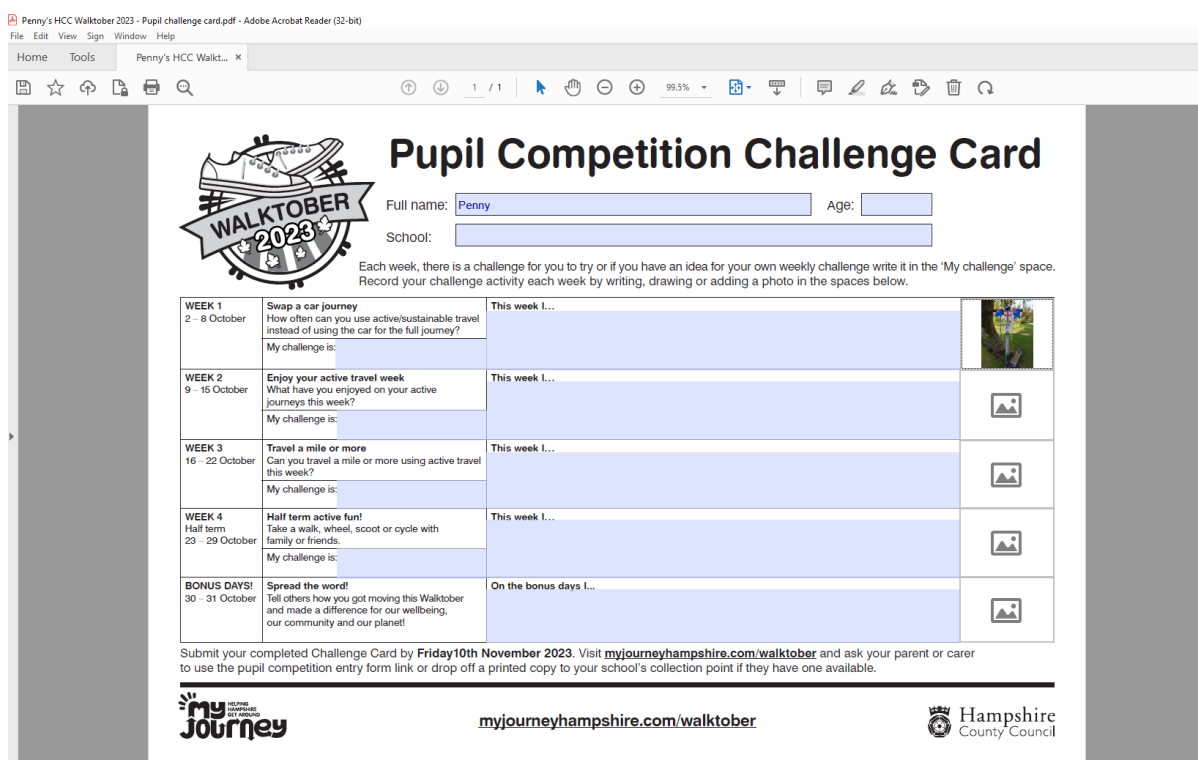 Penny's HCC Walktober 2023 - Pupil challenge card.pdf - Adobe Acrobat Reader (32-bit)
File Edit View Sign Window Help
Home Tools Penny's HCC Walkt... ×
1 / 1 99.5%
Pupil Competition Challenge Card
WALKTOBER
2023
Full name: Penny Age:
School:
Each week, there is a challenge for you to try or if you have an idea for your own weekly challenge write it in the ‘My challenge’ space.
Record your challenge activity each week by writing, drawing or adding a photo in the spaces below.
WEEK 1
2 – 8 October
Swap a car journey
How often can you use active/sustainable travel
instead of using the car for the full journey?
My challenge is:
This week I...
WEEK 2
9 – 15 October
Enjoy your active travel week
What have you enjoyed on your active
journeys this week?
My challenge is:
This week I...
WEEK 3
16 – 22 October
Travel a mile or more
Can you travel a mile or more using active travel
this week?
My challenge is:
This week I...
WEEK 4
Half term
23 – 29 October
Half term active fun!
Take a walk, wheel, scoot or cycle with
family or friends.
My challenge is:
This week I...
BONUS DAYS!
30 – 31 October
Spread the word!
Tell others how you got moving this Walktober
and made a difference for our wellbeing,
our community and our planet!
On the bonus days I...
Submit your completed Challenge Card by Friday10th November 2023. Visit myjourneyhampshire.com/walktober and ask your parent or carer
to use the pupil competition entry form link or drop off a printed copy to your school’s collection point if they have one available.
my JOURNEY
HELPING
HAMPSHIRE
GET AROUND
myjourneyhampshire.com/walktober
Hampshire
County Council